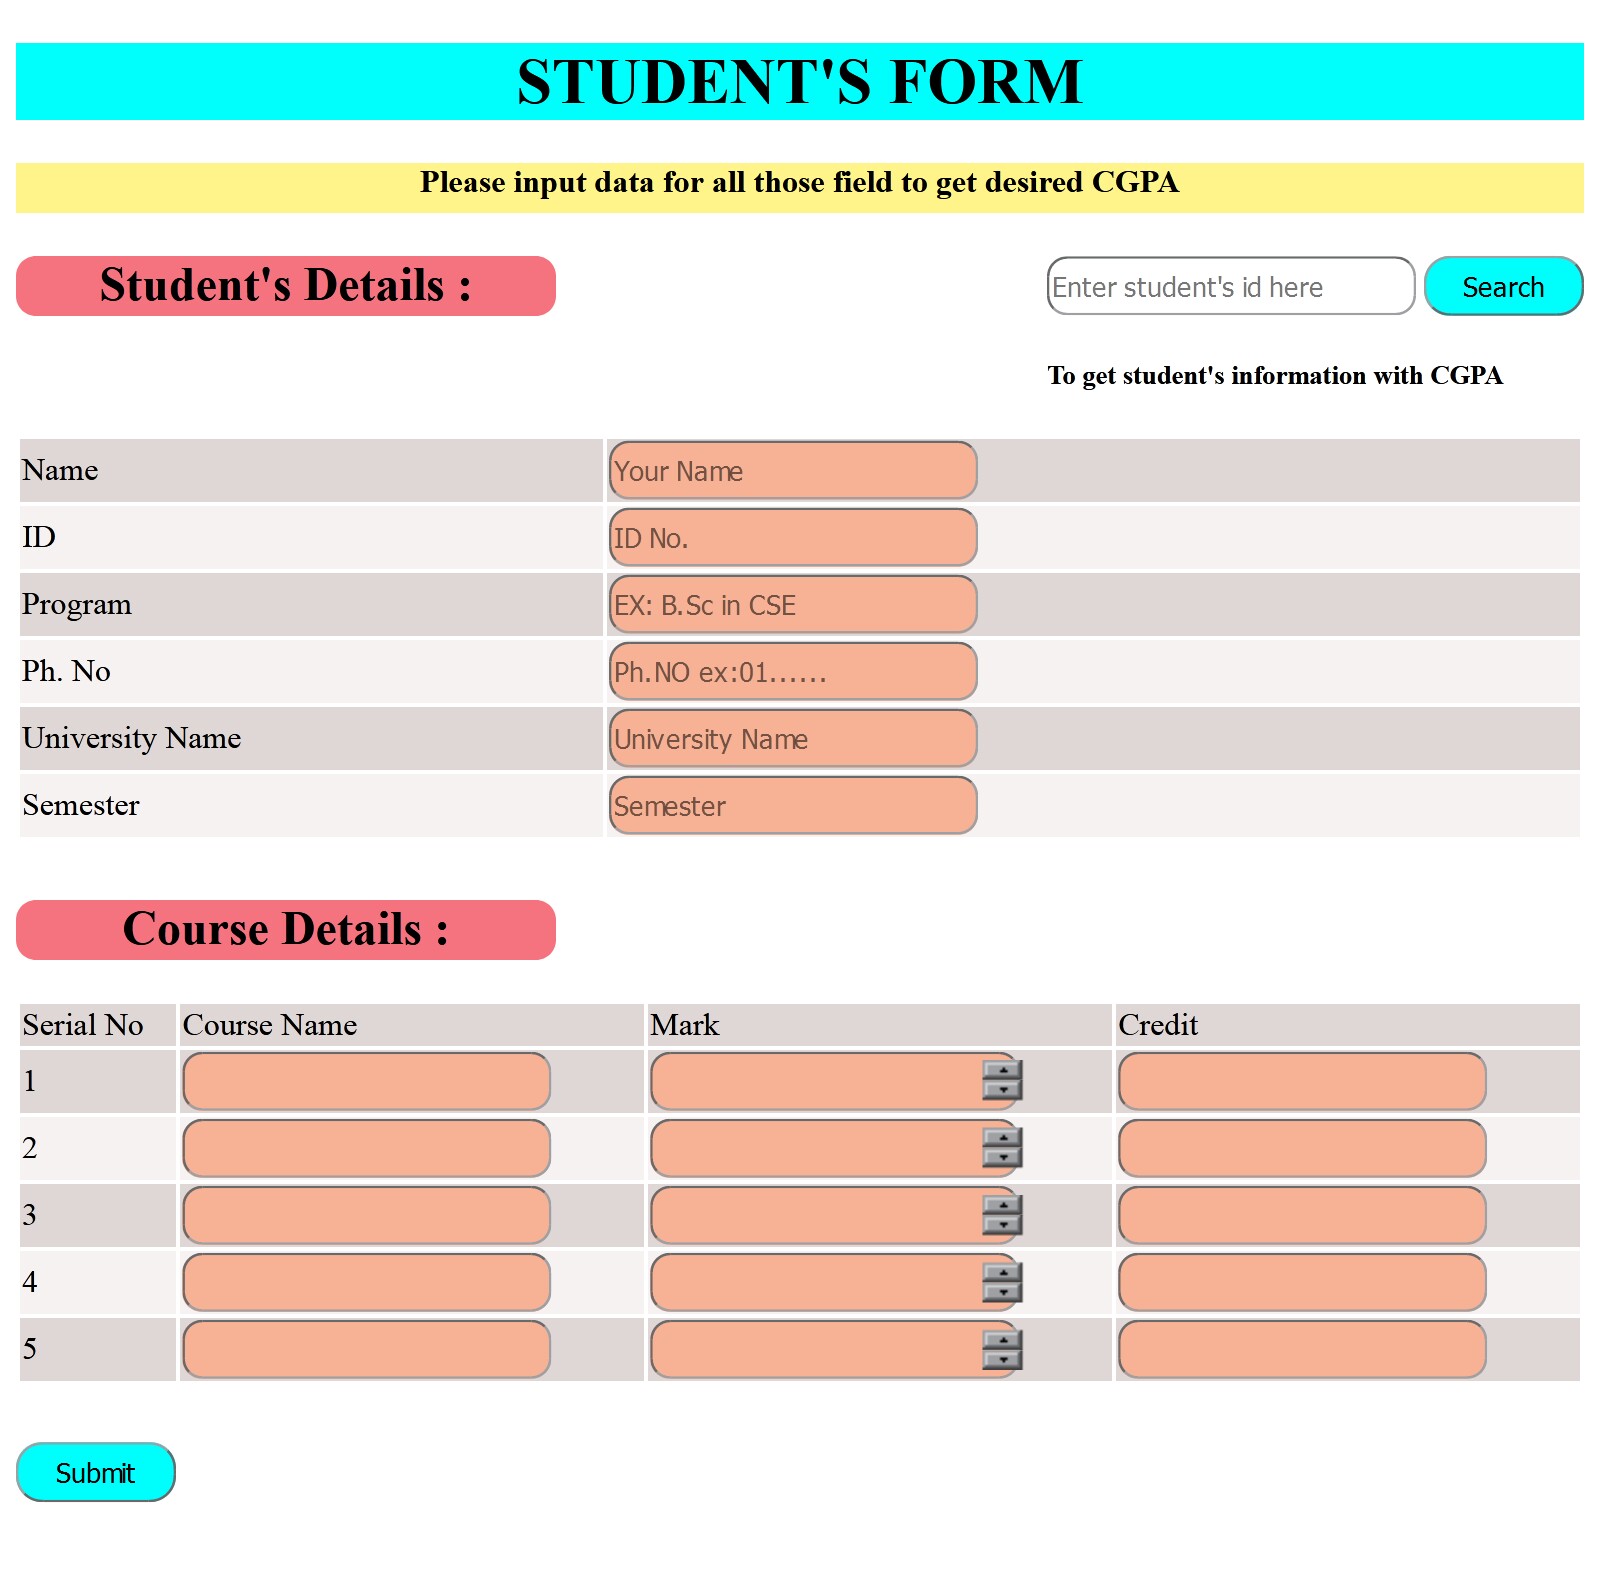 STUDENT'S FORM
Please input data for all those field to get desired CGPA
Student's Details :
Enter student's id here Search
To get student's information with CGPA
Name Your Name
ID ID No.
Program EX: B.Sc in CSE
Ph. No Ph.NO ex:01......
University Name University Name
Semester Semester
Course Details :
Serial No Course Name Mark Credit
1
2
3
4
5
Submit